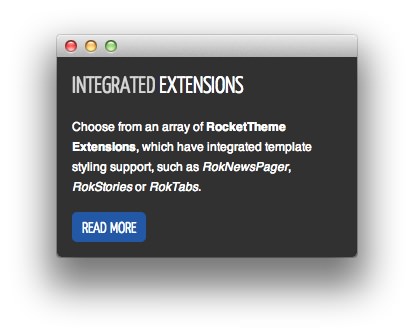 INTEGRATED EXTENSIONS
Choose from an array of RocketTheme
Extensions, which have integrated template
styling support, such as RokNewsPager,
RokStories or RokTabs.
READ MORE